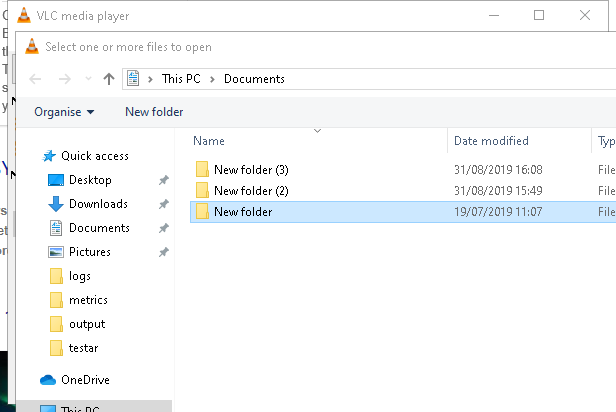 VLC media player
Select one or more files to open
This PC > Documents
Organise
New folder
Name
Date modified
Typ
New folder (3) 31/08/2019 16:08 File
New folder (2) 31/08/2019 15:49 File
New folder 19/07/2019 11:07 File
Quick access
Desktop
Downloads
Documents
Pictures
logs
metrics
output
testar
OneDrive
This PC